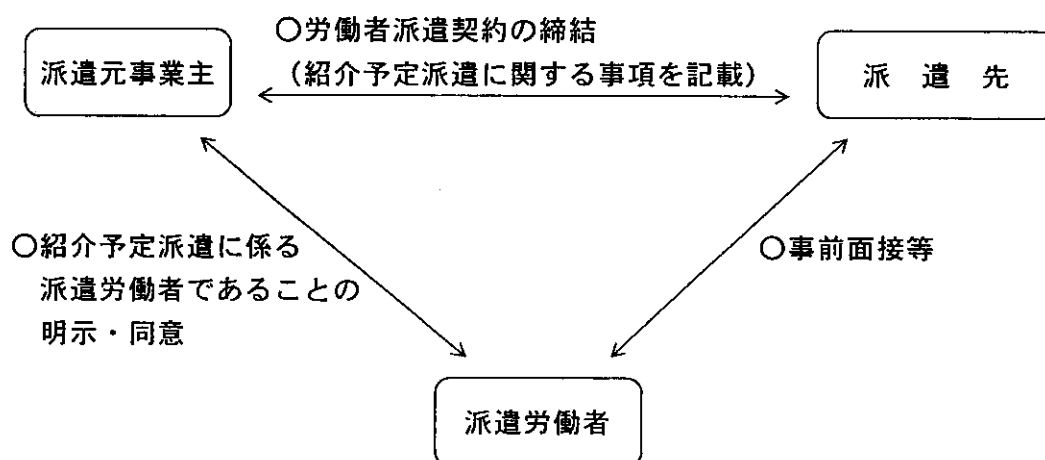 ○労働者派遣契約の締結
(紹介予定派遣に関する事項を記載)
派遣元事業主
派 遣 先
○紹介予定派遣に係る
派遣労働者であることの
明示・同意
○事前面接等
派遣労働者